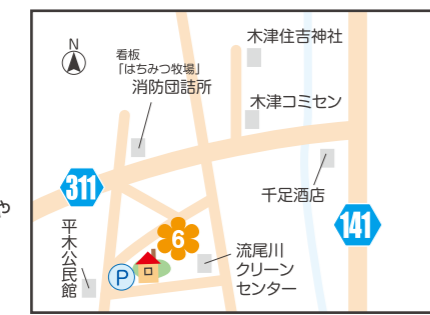 N
看板
「はちみつ牧場」
消防団詰所
木津住吉神社
木津コミセン
千足酒店
311
141
や
平木公民館
6
P
流尾川
クリーン
センター